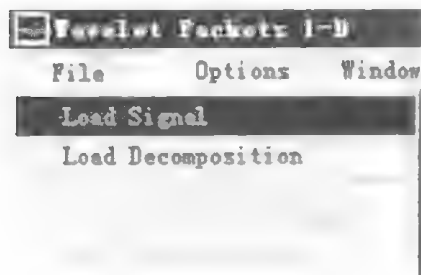 Wavelet Packets 1-D
File Options Window
Load Signal
Load Decomposition